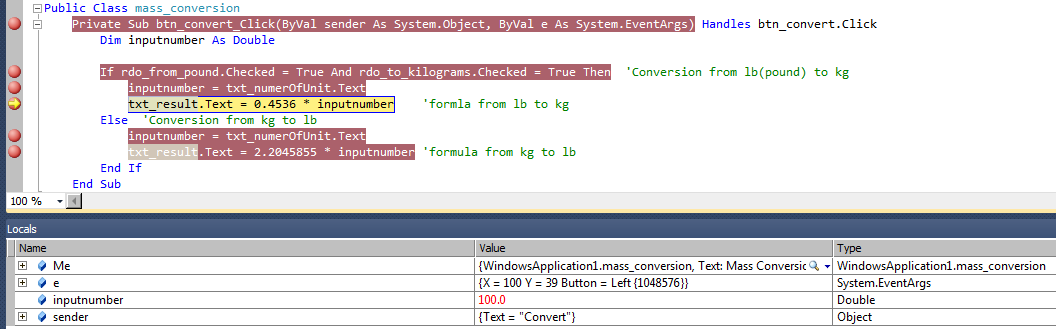 Public Class mass_conversion
Private Sub btn_convert_Click(ByVal sender As System.Object, ByVal e As System.EventArgs) Handles btn_convert.Click
Dim inputnumber As Double
If rdo_from_pound.Checked = True And rdo_to_kilograms.Checked = True Then 'Conversion from lb(pound) to kg
inputnumber = txt_numerOfUnit.Text
txt_result.Text = 0.4536 * inputnumber 'formla from lb to kg
Else 'Conversion from kg to lb
inputnumber = txt_numerOfUnit.Text
txt_result.Text = 2.2045855 * inputnumber 'formula from kg to lb
End If
End Sub
100 %
Locals
Name Value Type
Me {WindowsApplication1.mass_conversion, Text: Mass Conversio WindowsApplication1.mass_conversion
e {X = 100 Y = 39 Button = Left {1048576}} System.EventArgs
inputnumber 100.0 Double
sender {Text = "Convert"} Object